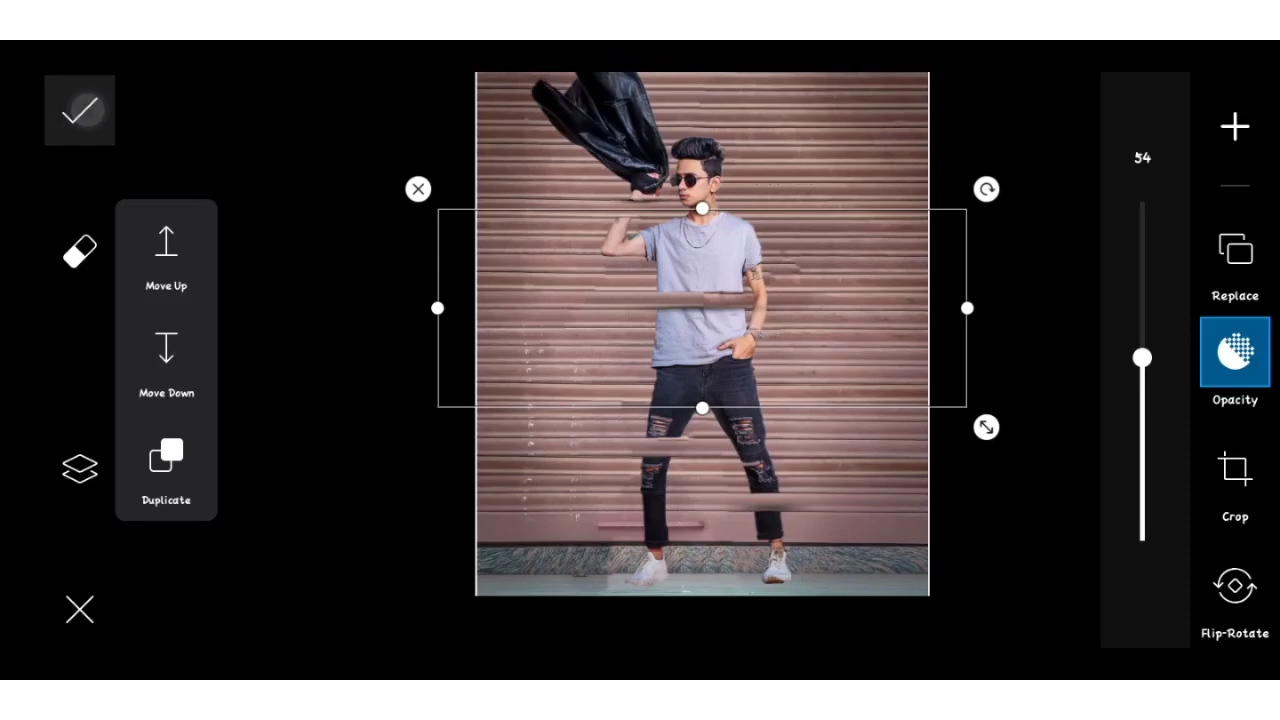 Move Up
Move Down
Duplicate
54
Replace
Opacity
Crop
Flip-Rotate